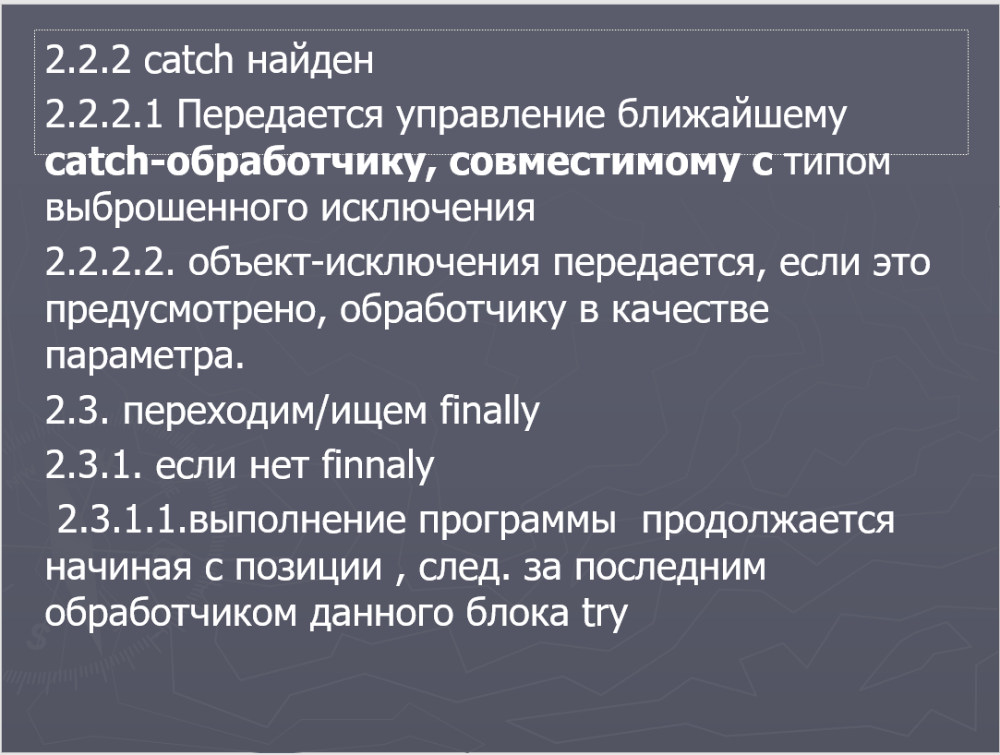 2.2.2 catch найден
2.2.2.1 Передается управление ближайшему
catch-обработчику, совместимому с типом
выброшенного исключения
2.2.2.2. объект-исключения передается, если это
предусмотрено, обработчику в качестве
параметра.
2.3. переходим/ищем finally
2.3.1. если нет finnaly
2.3.1.1.выполнение программы  продолжается
начиная с позиции , след. за последним
обработчиком данного блока try